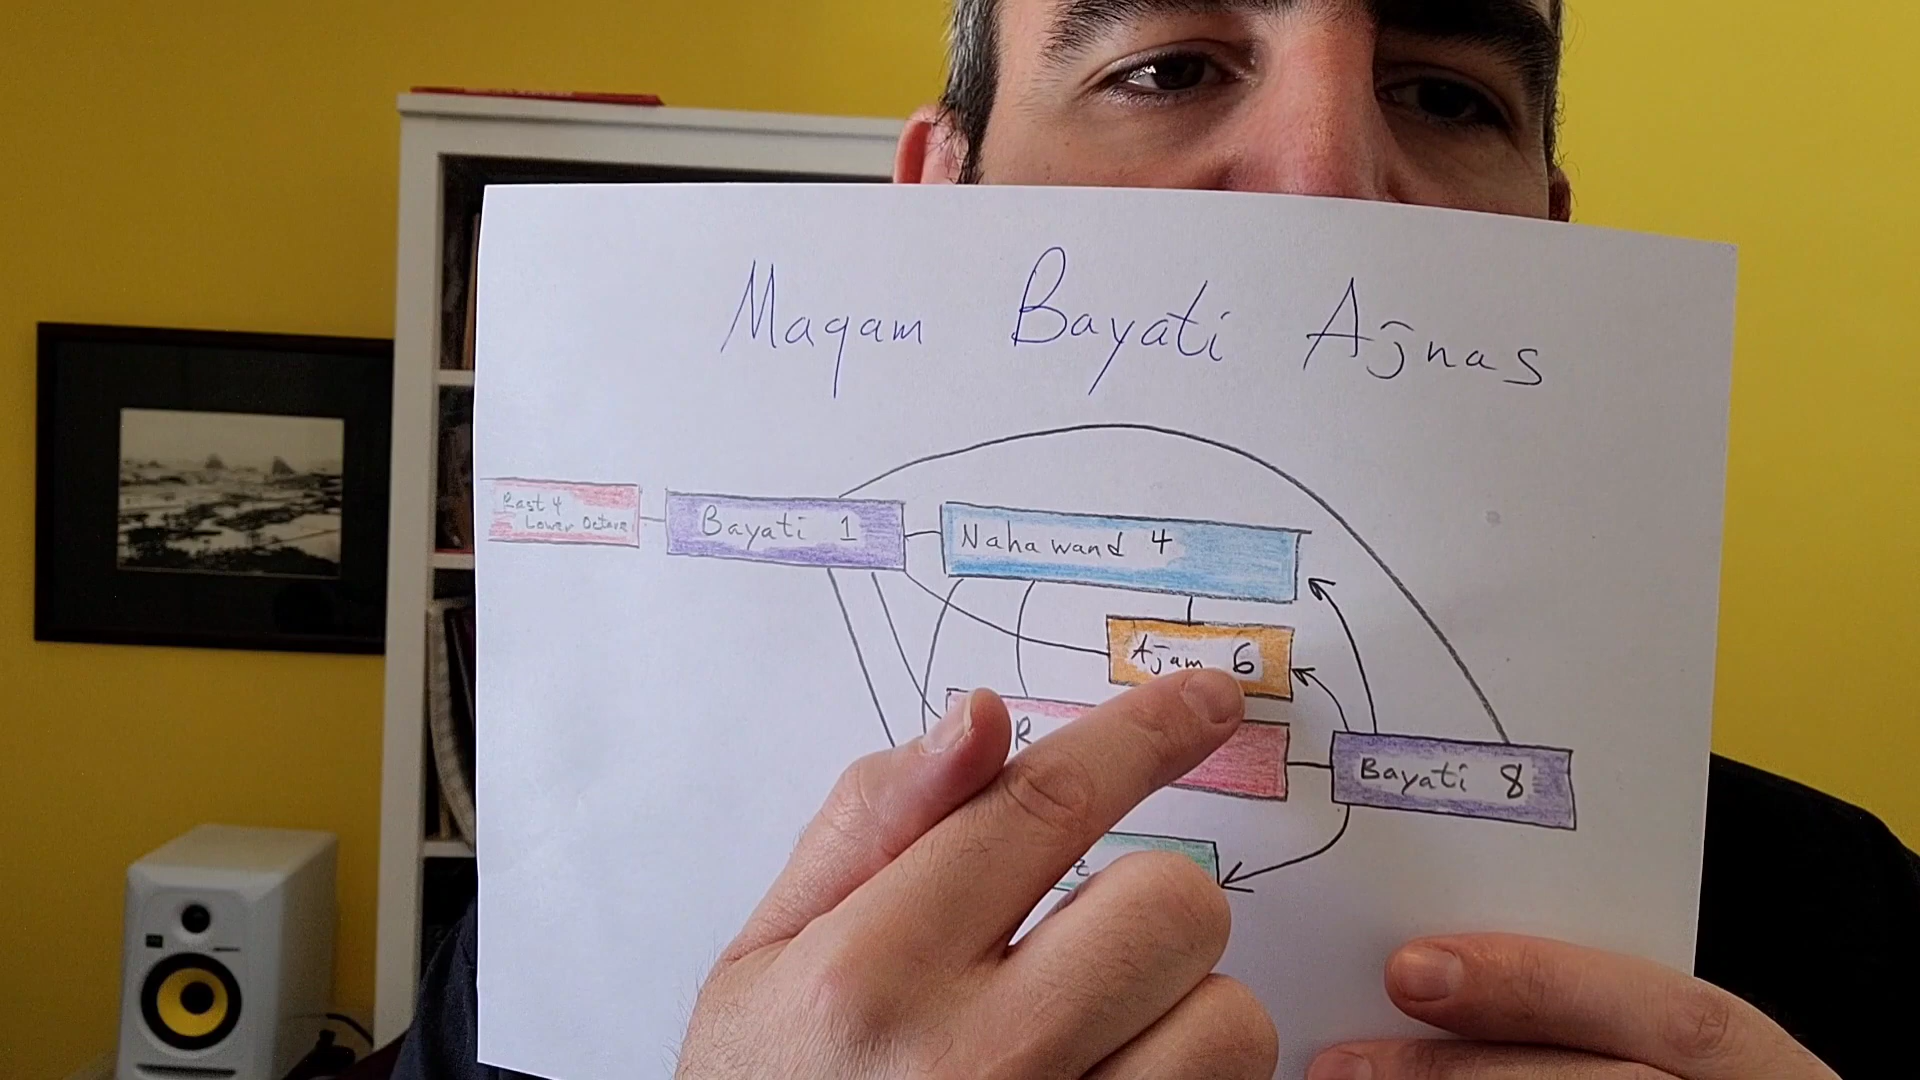 Maqam Bayati Ajnas
Rast 4
Lower Octave
Bayati 1
Nahawand 4
Ajam 6
R
Bayati 8
z